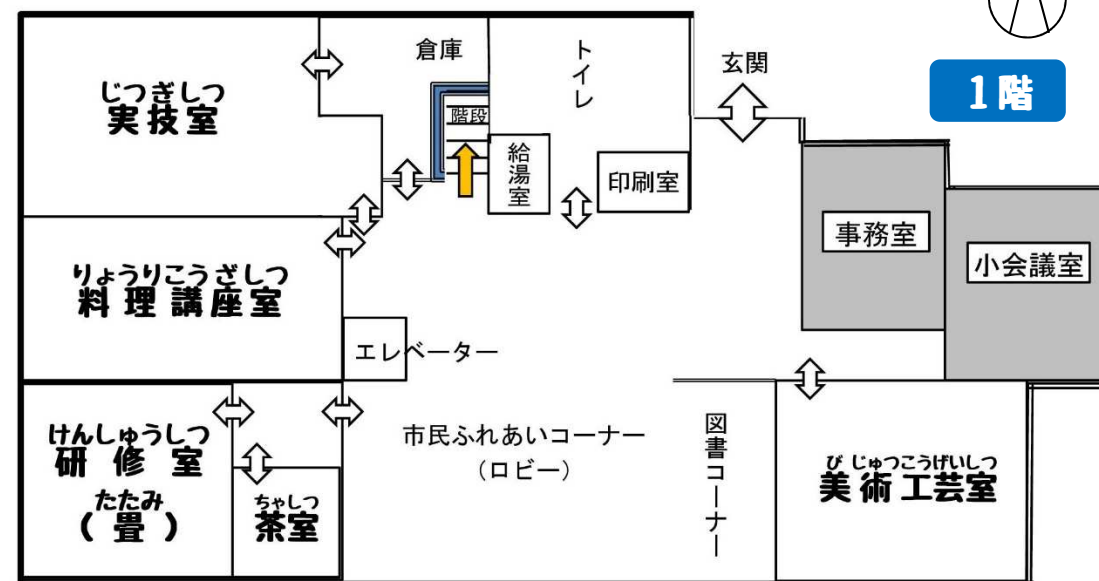 1階
倉庫
トイレ
玄関
じつぎしつ
実技室
階段
給湯室
印刷室
事務室
小会議室
りょうりこうざしつ
料理講座室
エレベーター
けんしゅうしつ
研修室
たたみ
(畳)
ちゃしつ
茶室
市民ふれあいコーナー
(ロビー)
図書コーナー
びじゅつこうげいしつ
美術工芸室